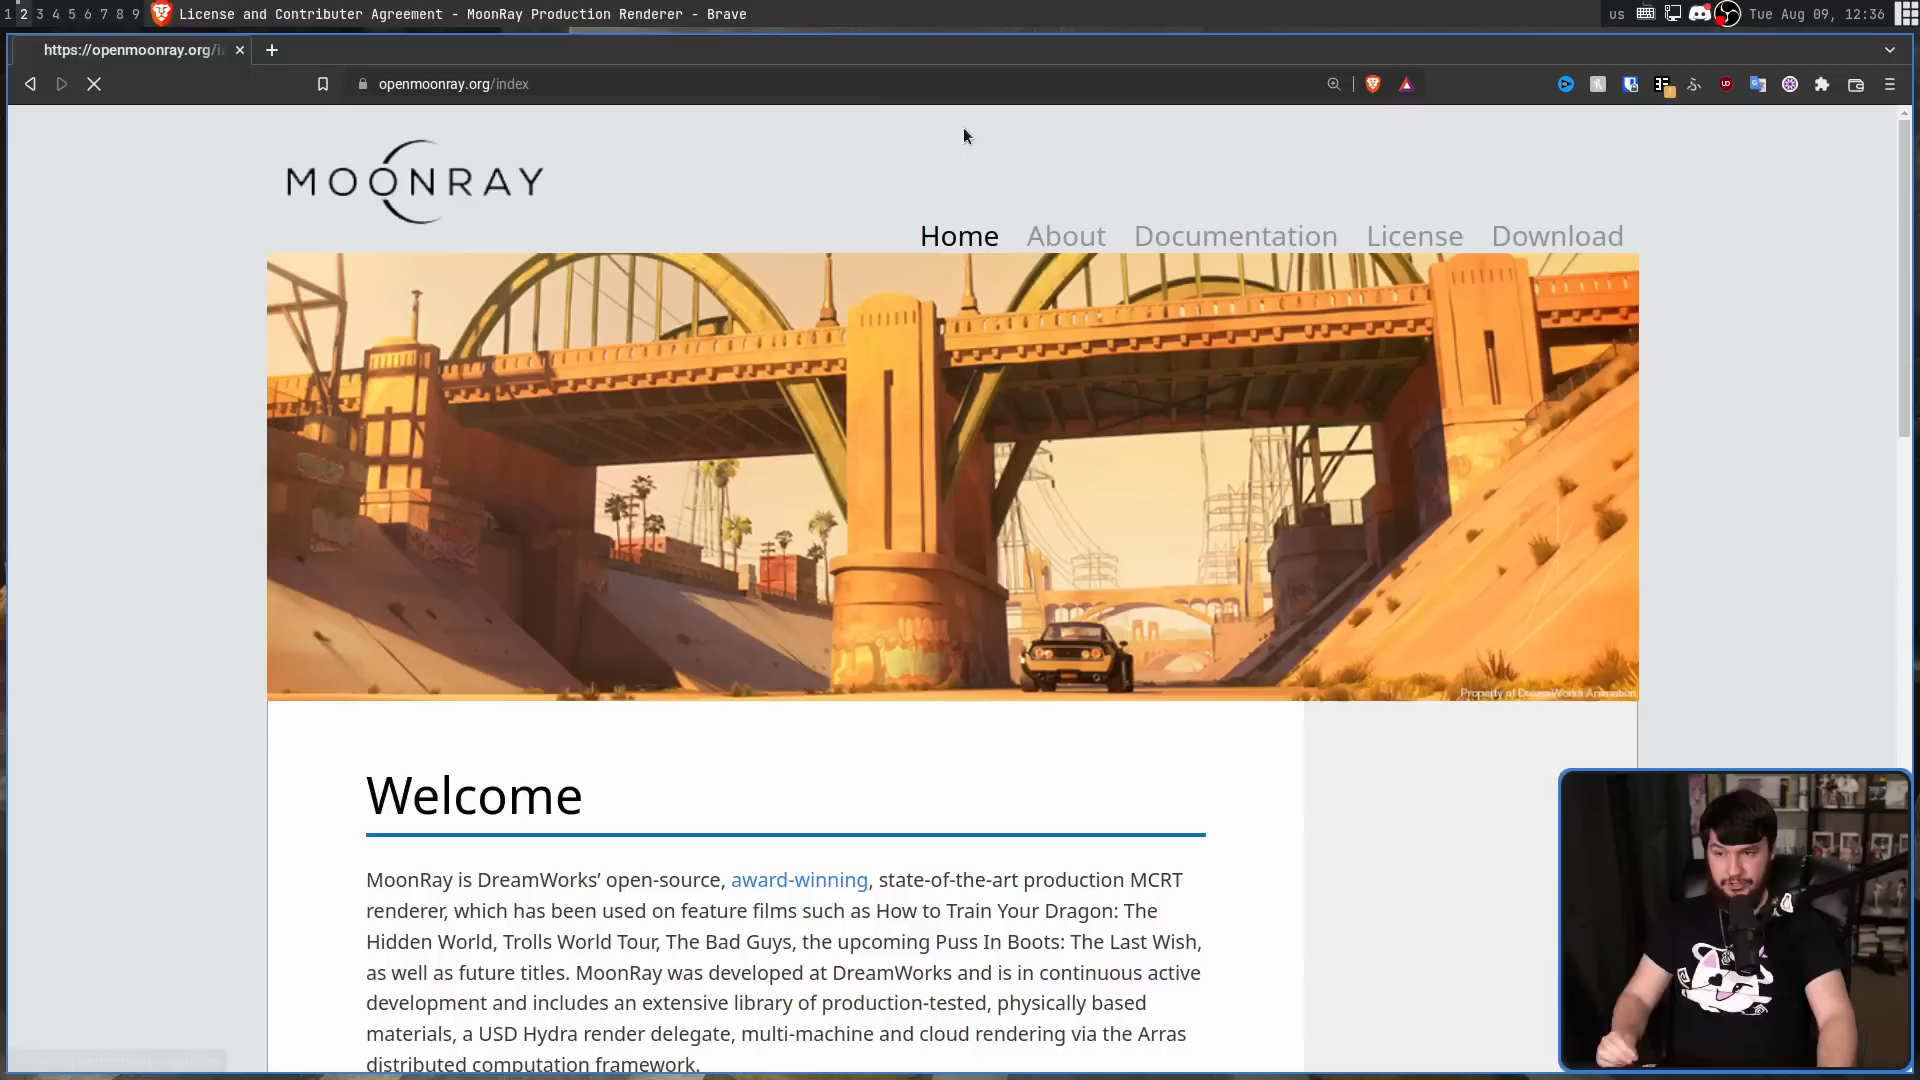 1 2 3 4 5 6 7 8 9 License and Contributer Agreement - MoonRay Production Renderer - Brave us Tue Aug 09, 12:36
https://openmoonray.org/i
openmoonray.org/index
MOONRAY
Home About Documentation License Download
Property of DreamWorks Animation
Welcome
MoonRay is DreamWorks’ open-source, award-winning, state-of-the-art production MCRT
renderer, which has been used on feature films such as How to Train Your Dragon: The
Hidden World, Trolls World Tour, The Bad Guys, the upcoming Puss In Boots: The Last Wish,
as well as future titles. MoonRay was developed at DreamWorks and is in continuous active
development and includes an extensive library of production-tested, physically based
materials, a USD Hydra render delegate, multi-machine and cloud rendering via the Arras
distributed computation framework.